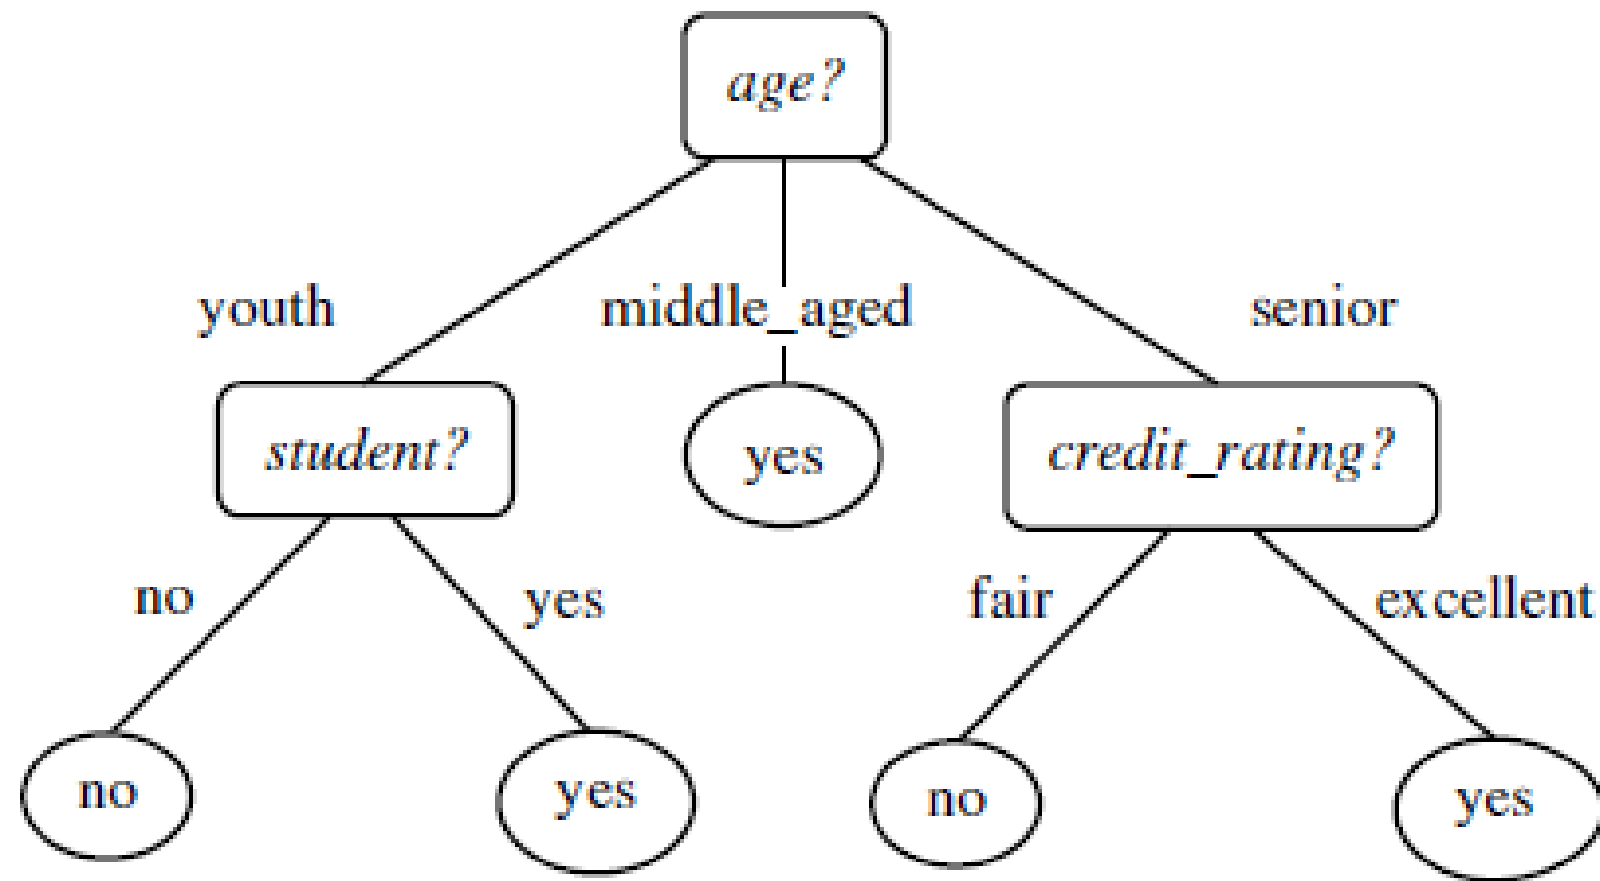 age?
youth
middle_aged
senior
student?
yes
credit_rating?
no
yes
fair
excellent
no
yes
no
yes